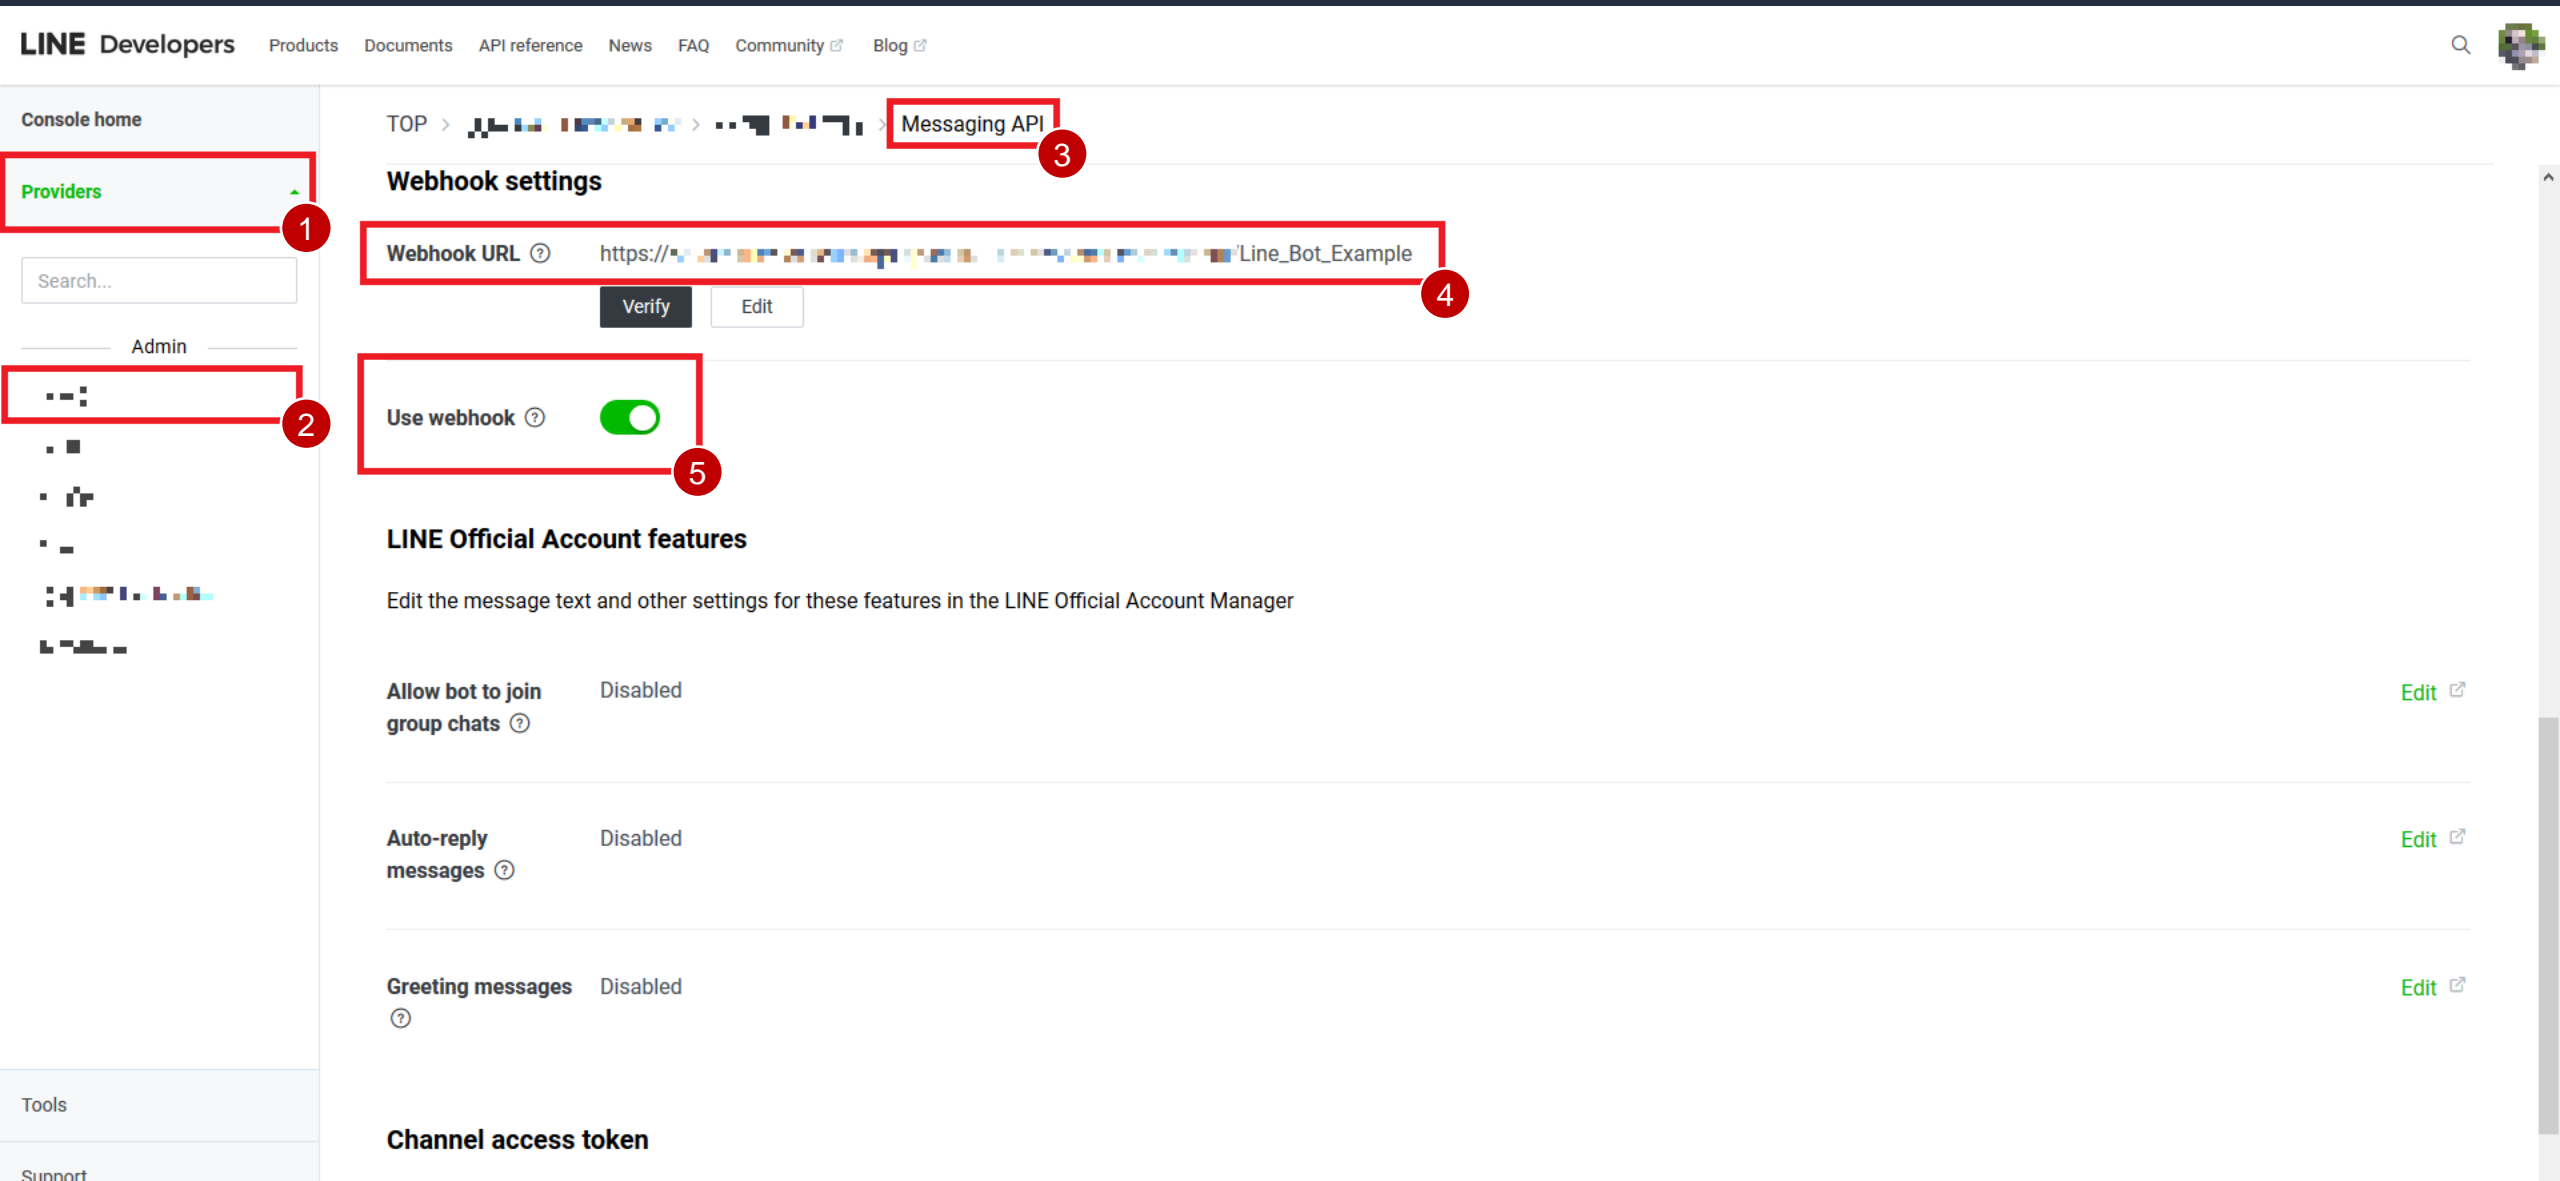 LINE Developers Products Documents API reference News FAQ Community Blog
Console home
Providers
1
Search...
Admin
2
Tools
Support
TOP > > > Messaging API
3
Webhook settings
Webhook URL ? https:// /Line_Bot_Example
4
Verify Edit
Use webhook ?
5
LINE Official Account features
Edit the message text and other settings for these features in the LINE Official Account Manager
Allow bot to join
group chats ?
Disabled
Edit
Auto-reply
messages ?
Disabled
Edit
Greeting messages
?
Disabled
Edit
Channel access token